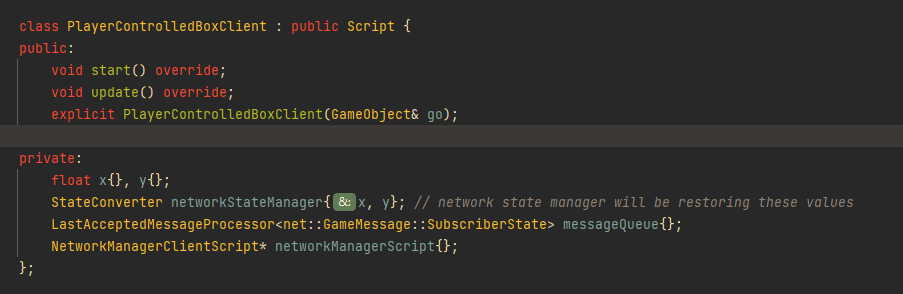 class PlayerControlledBoxClient : public Script {
public:
    void start() override;
    void update() override;
    explicit PlayerControlledBoxClient(GameObject& go);
private:
    float x{}, y{};
    StateConverter networkStateManager{&:x, y}; // network state manager will be restoring these values
    LastAcceptedMessageProcessor<net::GameMessage::SubscriberState> messageQueue{};
    NetworkManagerClientScript* networkManagerScript{};
};